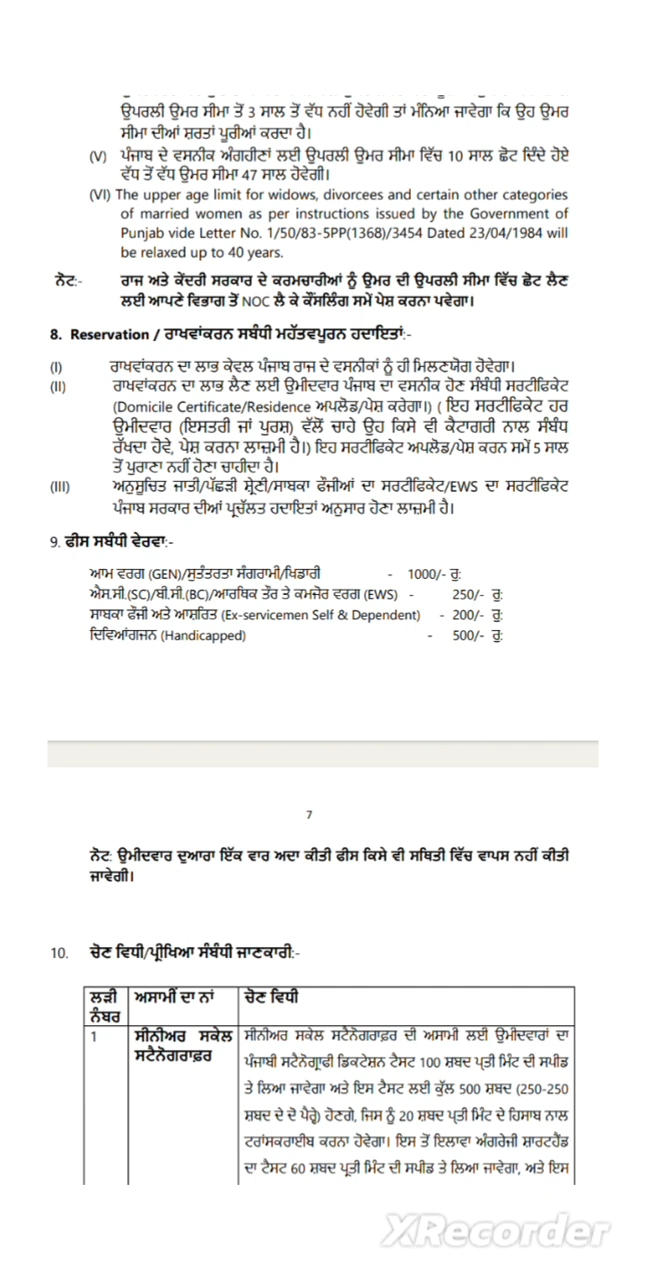 ਉਪਰਲੀ ਉਮਰ ਸੀਮਾ ਤੋਂ 3 ਸਾਲ ਤੋਂ ਵੱਧ ਨਹੀਂ ਹੋਵੇਗੀ ਤਾਂ ਮੰਨਿਆ ਜਾਵੇਗਾ ਕਿ ਉਹ ਉਮਰ
ਸੀਮਾ ਦੀਆਂ ਸ਼ਰਤਾਂ ਪੂਰੀਆਂ ਕਰਦਾ ਹੈ।
(V) ਪੰਜਾਬ ਦੇ ਵਸਨੀਕ ਅੰਗਹੀਣਾਂ ਲਈ ਉਪਰਲੀ ਉਮਰ ਸੀਮਾ ਵਿੱਚ 10 ਸਾਲ ਛੋਟ ਦਿੰਦੇ ਹੋਏ
ਵੱਧ ਤੋਂ ਵੱਧ ਉਮਰ ਸੀਮਾ 47 ਸਾਲ ਹੋਵੇਗੀ।
(VI) The upper age limit for widows, divorcees and certain other categories
of married women as per instructions issued by the Government of
Punjab vide Letter No. 1/50/83-5PP(1368)/3454 Dated 23/04/1984 will
be relaxed up to 40 years.
ਨੋਟ:- ਰਾਜ ਅਤੇ ਕੇਂਦਰੀ ਸਰਕਾਰ ਦੇ ਕਰਮਚਾਰੀਆਂ ਨੂੰ ਉਮਰ ਦੀ ਉਪਰਲੀ ਸੀਮਾ ਵਿੱਚ ਛੋਟ ਲੈਣ
ਲਈ ਆਪਣੇ ਵਿਭਾਗ ਤੋਂ NOC ਲੈ ਕੇ ਕੌਂਸਲਿੰਗ ਸਮੇਂ ਪੇਸ਼ ਕਰਨਾ ਪਵੇਗਾ।
8. Reservation / ਰਾਖਵਾਂਕਰਨ ਸਬੰਧੀ ਮਹੱਤਵਪੂਰਨ ਹਦਾਇਤਾਂ:-
(I) ਰਾਖਵਾਂਕਰਨ ਦਾ ਲਾਭ ਕੇਵਲ ਪੰਜਾਬ ਰਾਜ ਦੇ ਵਸਨੀਕਾਂ ਨੂੰ ਹੀ ਮਿਲਣਯੋਗ ਹੋਵੇਗਾ।
(II) ਰਾਖਵਾਂਕਰਨ ਦਾ ਲਾਭ ਲੈਣ ਲਈ ਉਮੀਦਵਾਰ ਪੰਜਾਬ ਦਾ ਵਸਨੀਕ ਹੋਣ ਸੰਬੰਧੀ ਸਰਟੀਫਿਕੇਟ
(Domicile Certificate/Residence ਅਪਲੋਡ/ਪੇਸ਼ ਕਰੇਗਾ।) ( ਇਹ ਸਰਟੀਫਿਕੇਟ ਹਰ
ਉਮੀਦਵਾਰ (ਇਸਤਰੀ ਜਾਂ ਪੁਰਸ਼) ਵੱਲੋਂ ਚਾਹੇ ਉਹ ਕਿਸੇ ਵੀ ਕੈਟਾਗਰੀ ਨਾਲ ਸੰਬੰਧ
ਰੱਖਦਾ ਹੋਵੇ, ਪੇਸ਼ ਕਰਨਾ ਲਾਜ਼ਮੀ ਹੈ।) ਇਹ ਸਰਟੀਫਿਕੇਟ ਅਪਲੋਡ/ਪੇਸ਼ ਕਰਨ ਸਮੇਂ 5 ਸਾਲ
ਤੋਂ ਪੁਰਾਣਾ ਨਹੀਂ ਹੋਣਾ ਚਾਹੀਦਾ ਹੈ।
(III) ਅਨੁਸੂਚਿਤ ਜਾਤੀ/ਪੱਛੜੀ ਸ਼੍ਰੇਣੀ/ਸਾਬਕਾ ਫੌਜੀਆਂ ਦਾ ਸਰਟੀਫਿਕੇਟ/EWS ਦਾ ਸਰਟੀਫਿਕੇਟ
ਪੰਜਾਬ ਸਰਕਾਰ ਦੀਆਂ ਪ੍ਰਚੱਲਤ ਹਦਾਇਤਾਂ ਅਨੁਸਾਰ ਹੋਣਾ ਲਾਜ਼ਮੀ ਹੈ।
9. ਫੀਸ ਸਬੰਧੀ ਵੇਰਵਾ:-
ਆਮ ਵਰਗ (GEN)/ਸੁਤੰਤਰਤਾ ਸੰਗਰਾਮੀ/ਖਿਡਾਰੀ - 1000/- ਰੁ:
ਐਸ.ਸੀ.(SC)/ਬੀ.ਸੀ.(BC)/ਆਰਥਿਕ ਤੌਰ ਤੇ ਕਮਜੋਰ ਵਰਗ (EWS) - 250/- ਰੁ:
ਸਾਬਕਾ ਫੌਜੀ ਅਤੇ ਆਸ਼ਰਿਤ (Ex-servicemen Self & Dependent) - 200/- ਰੁ:
ਦਿਵਿਆਂਗਜਨ (Handicapped) - 500/- ਰੁ:
7
ਨੋਟ: ਉਮੀਦਵਾਰ ਦੁਆਰਾ ਇੱਕ ਵਾਰ ਅਦਾ ਕੀਤੀ ਫੀਸ ਕਿਸੇ ਵੀ ਸਥਿਤੀ ਵਿੱਚ ਵਾਪਸ ਨਹੀਂ ਕੀਤੀ
ਜਾਵੇਗੀ।
10. ਚੋਣ ਵਿਧੀ/ਪ੍ਰੀਖਿਆ ਸੰਬੰਧੀ ਜਾਣਕਾਰੀ:-
ਲੜੀ ਨੰਬਰ
ਅਸਾਮੀਂ ਦਾ ਨਾਂ
ਚੋਣ ਵਿਧੀ
1
ਸੀਨੀਅਰ ਸਕੇਲ
ਸਟੈਨੋਗਰਾਫ਼ਰ
ਸੀਨੀਅਰ ਸਕੇਲ ਸਟੈਨੋਗਰਾਫ਼ਰ ਦੀ ਅਸਾਮੀ ਲਈ ਉਮੀਦਵਾਰਾਂ ਦਾ
ਪੰਜਾਬੀ ਸਟੈਨੋਗ੍ਰਾਫੀ ਡਿਕਟੇਸ਼ਨ ਟੈਸਟ 100 ਸ਼ਬਦ ਪ੍ਰਤੀ ਮਿੰਟ ਦੀ ਸਪੀਡ
ਤੇ ਲਿਆ ਜਾਵੇਗਾ ਅਤੇ ਇਸ ਟੈਸਟ ਲਈ ਕੁੱਲ 500 ਸ਼ਬਦ (250-250
ਸ਼ਬਦ ਦੇ ਦੋ ਪੈਰ੍ਹੇ) ਹੋਣਗੇ, ਜਿਸ ਨੂੰ 20 ਸ਼ਬਦ ਪ੍ਰਤੀ ਮਿੰਟ ਦੇ ਹਿਸਾਬ ਨਾਲ
ਟਰਾਂਸਕਰਾਈਬ ਕਰਨਾ ਹੋਵੇਗਾ। ਇਸ ਤੋਂ ਇਲਾਵਾ ਅੰਗਰੇਜੀ ਸ਼ਾਰਟਹੈਂਡ
ਦਾ ਟੈਸਟ 60 ਸ਼ਬਦ ਪ੍ਰਤੀ ਮਿੰਟ ਦੀ ਸਪੀਡ ਤੇ ਲਿਆ ਜਾਵੇਗਾ, ਅਤੇ ਇਸ
XRecorder